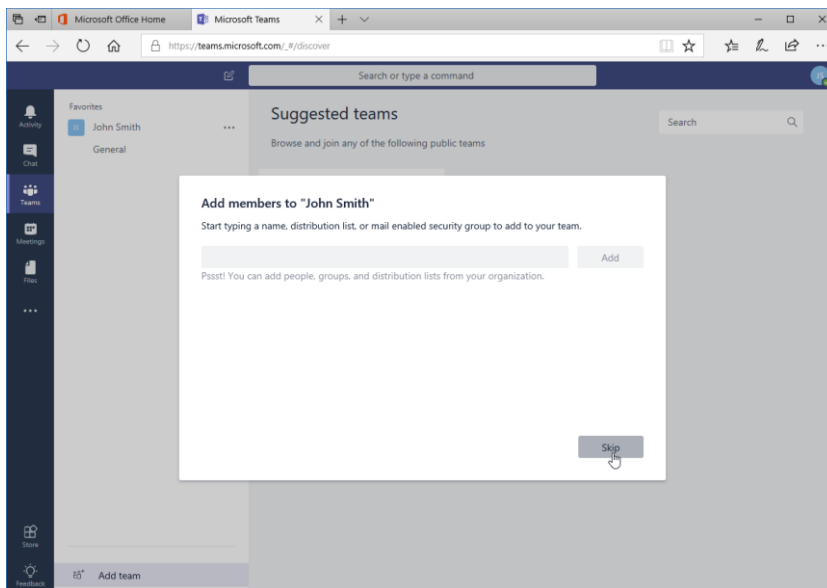 Microsoft Office Home
Microsoft Teams
https://teams.microsoft.com/_#/discover
Search or type a command
JS
Activity
Chat
Teams
Meetings
Files
Store
Feedback
Favorites
John Smith
General
Add team
Suggested teams
Browse and join any of the following public teams
Search
Add members to "John Smith"
Start typing a name, distribution list, or mail enabled security group to add to your team.
Add
Pssst! You can add people, groups, and distribution lists from your organization.
Skip